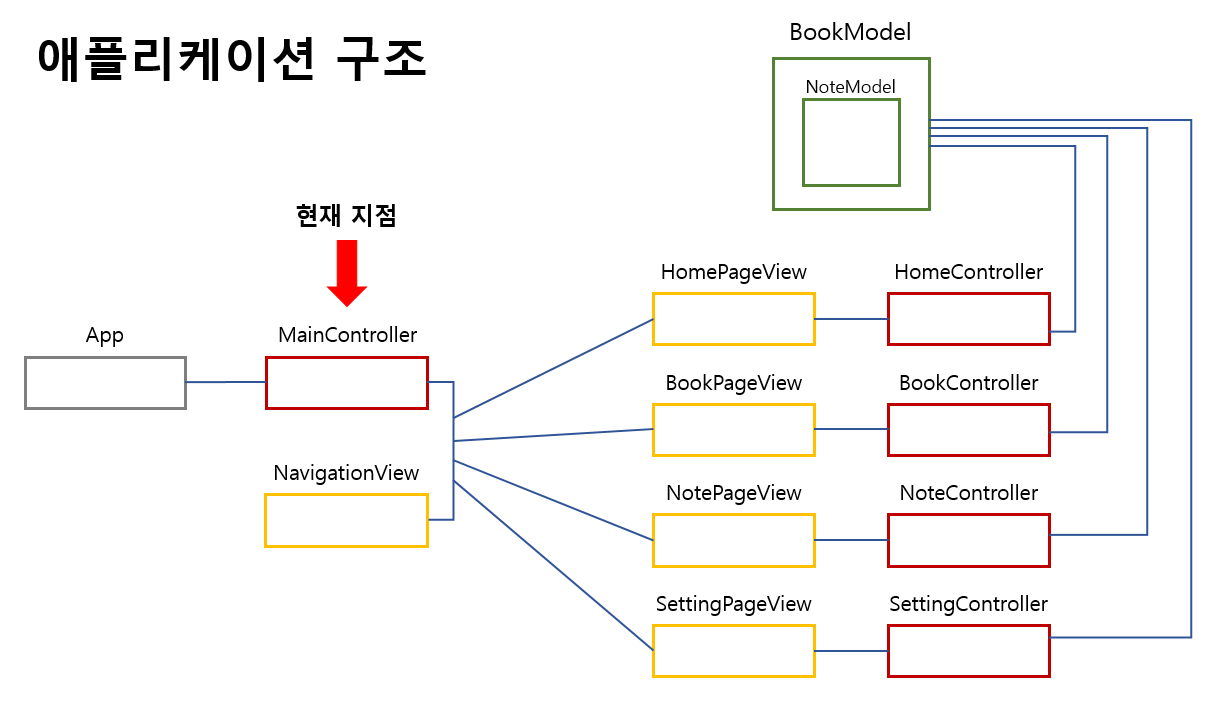 애플리케이션 구조
BookModel
NoteModel
현재 지점
HomePageView
HomeController
App
MainController
BookPageView
BookController
NavigationView
NotePageView
NoteController
SettingPageView
SettingController